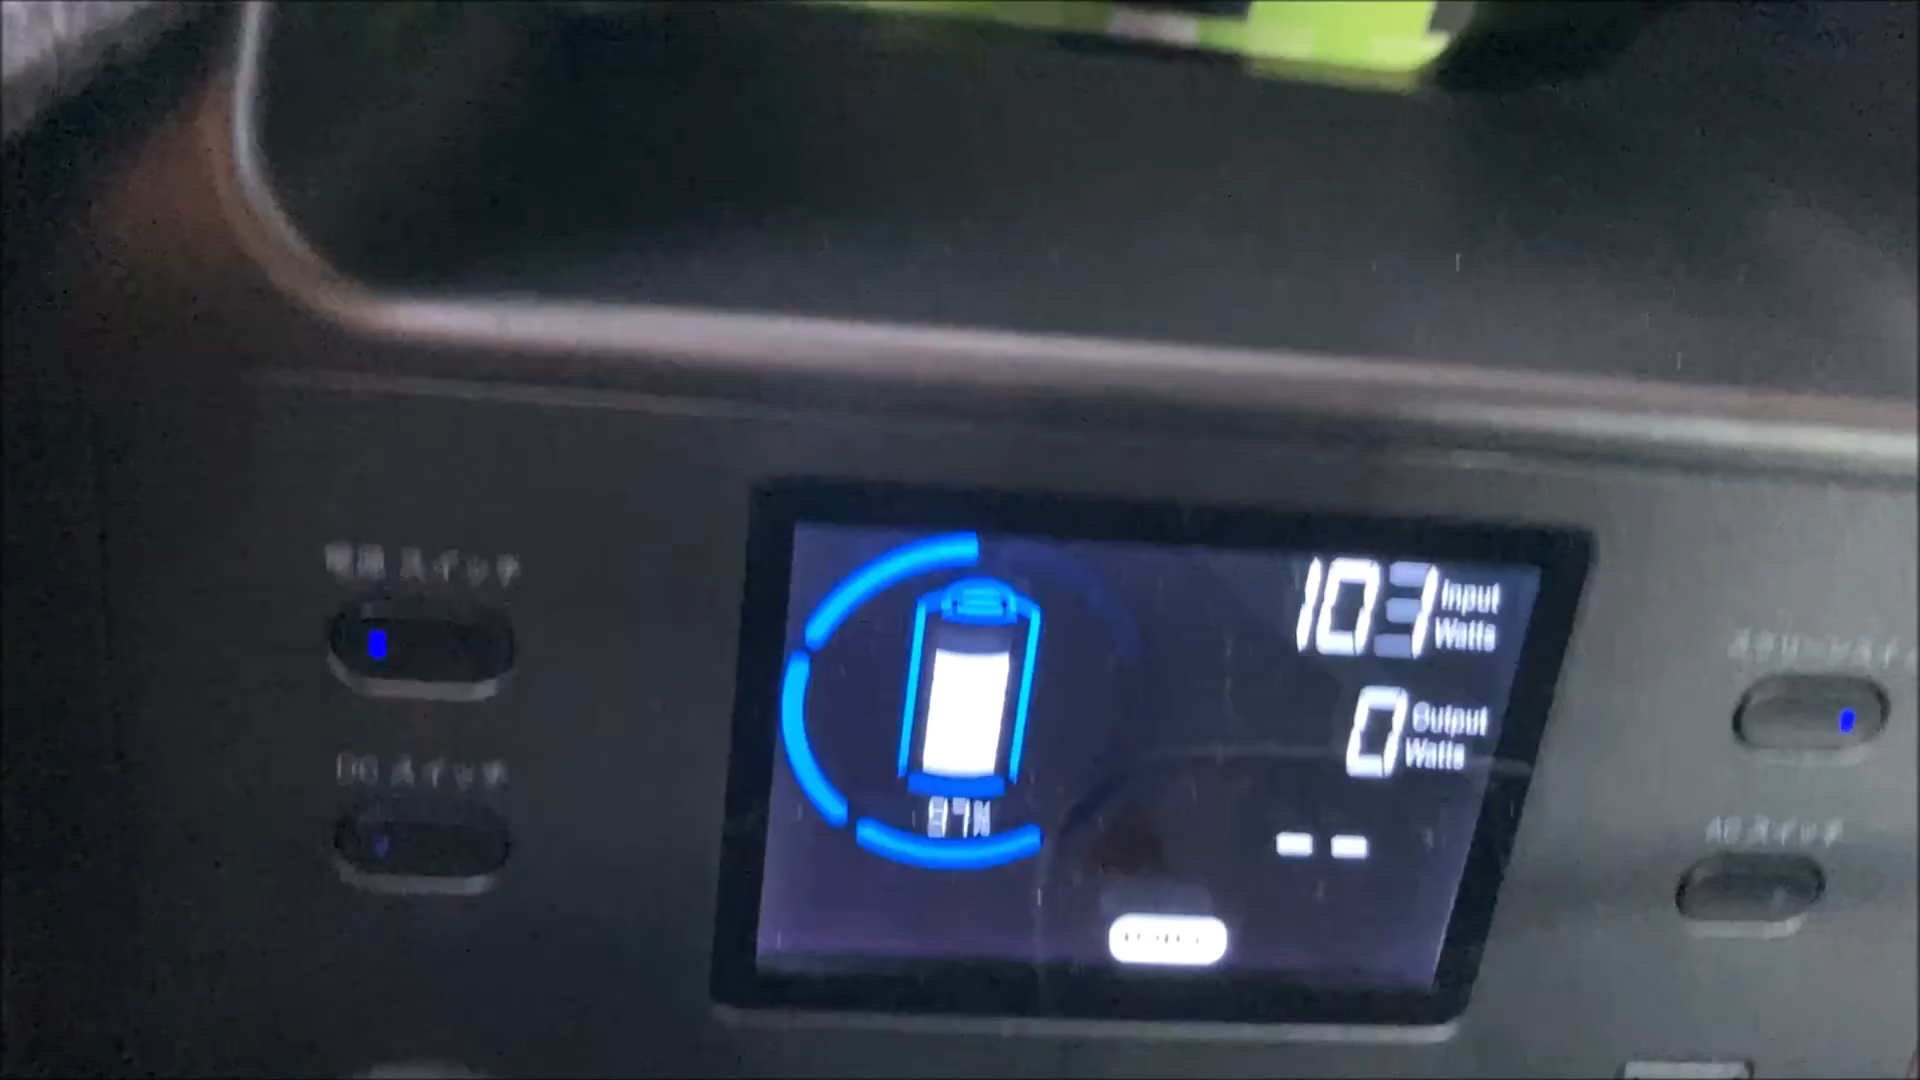 電源 スイッチ
DCスイッチ
103 Input Watts
0 Output Watts
87%
--
ACスイッチ